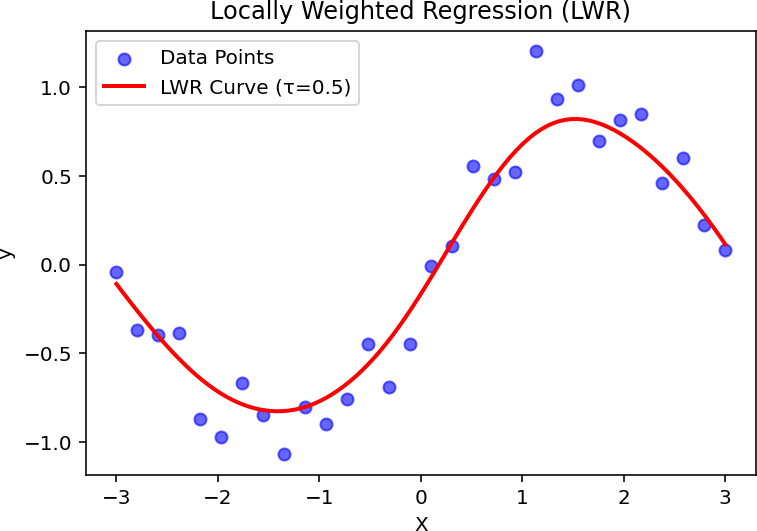 Locally Weighted Regression (LWR)
Data Points
LWR Curve (τ=0.5)
1.0
0.5
0.0
−0.5
−1.0
y
−3 −2 −1 0 1 2 3
X